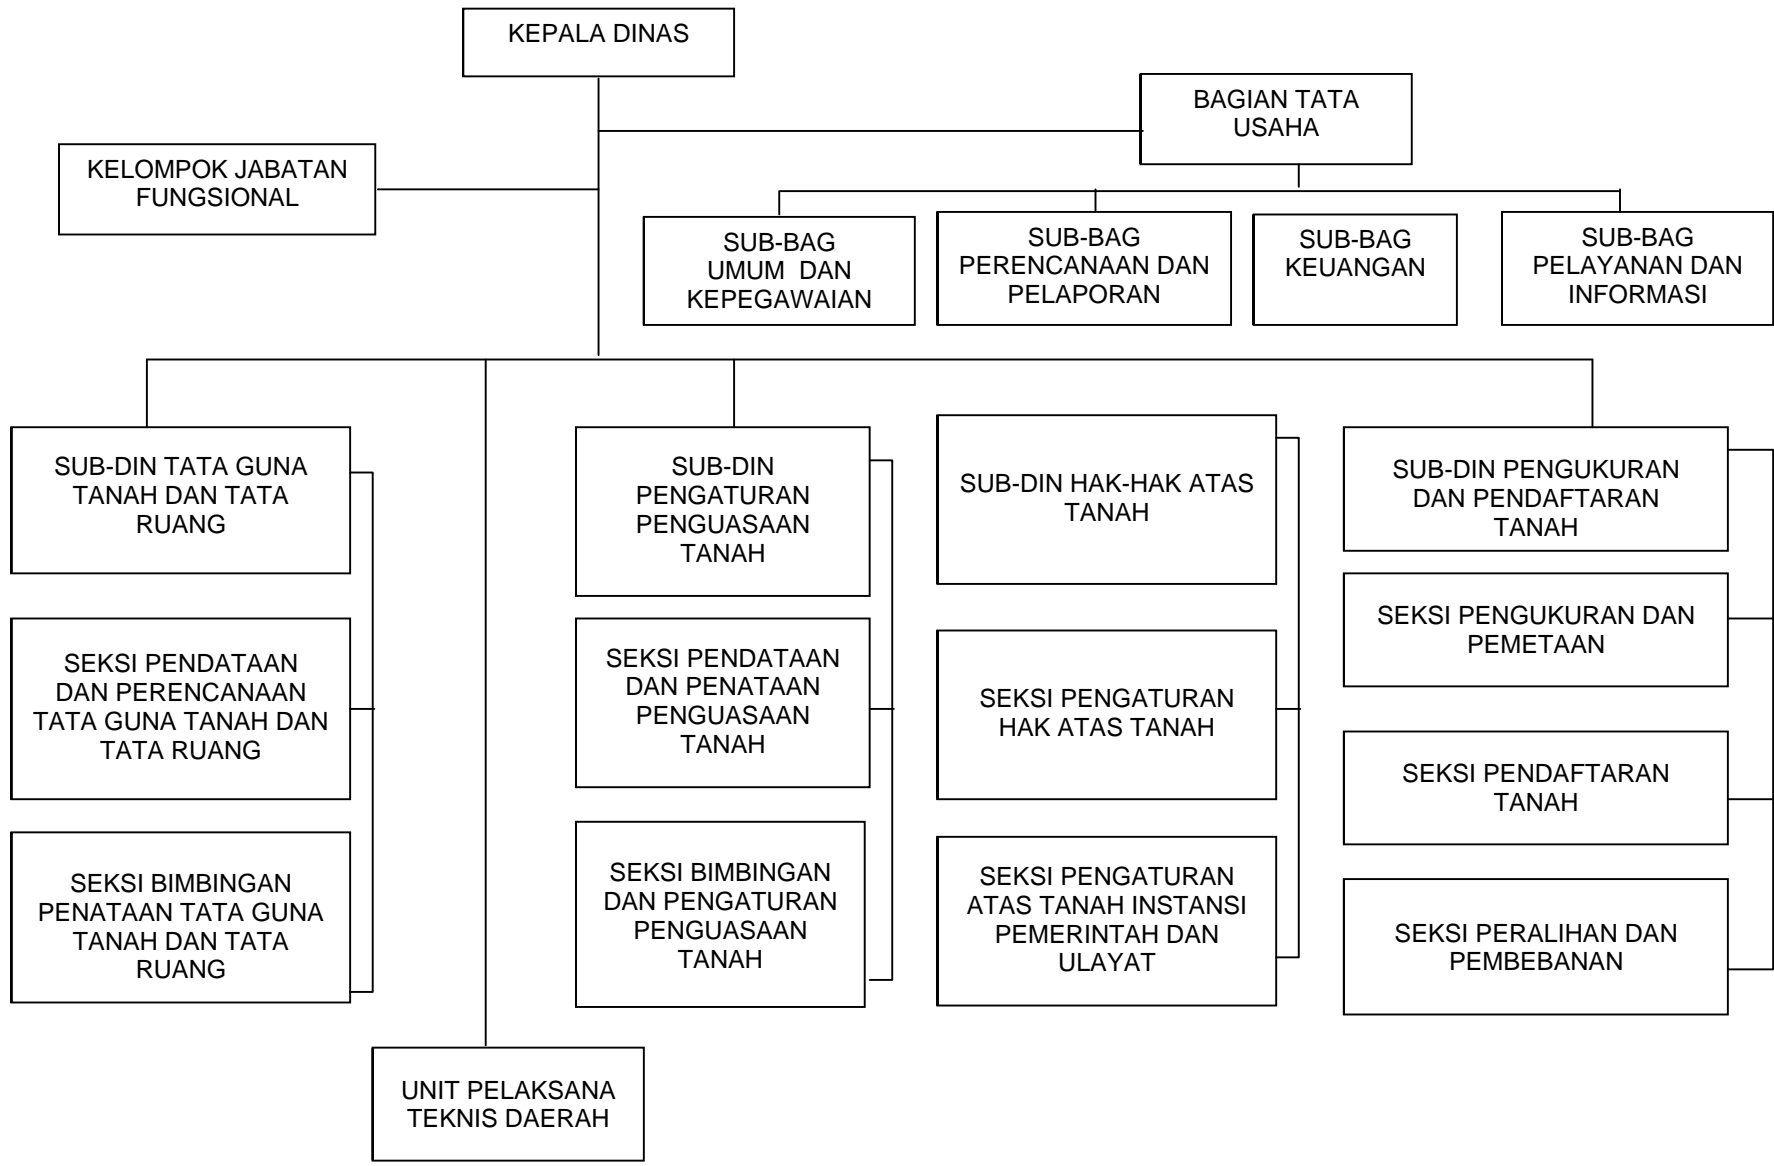 KEPALA DINAS
BAGIAN TATA
USAHA
KELOMPOK JABATAN
FUNGSIONAL
SUB-BAG
UMUM DAN
KEPEGAWAIAN
SUB-BAG
PERENCANAAN DAN
PELAPORAN
SUB-BAG
KEUANGAN
SUB-BAG
PELAYANAN DAN
INFORMASI
SUB-DIN TATA GUNA
TANAH DAN TATA
RUANG
SUB-DIN
PENGATURAN
PENGUASAAN
TANAH
SUB-DIN HAK-HAK ATAS
TANAH
SUB-DIN PENGUKURAN
DAN PENDAFTARAN
TANAH
SEKSI PENDATAAN
DAN PERENCANAAN
TATA GUNA TANAH DAN
TATA RUANG
SEKSI PENDATAAN
DAN PENATAAN
PENGUASAAN
TANAH
SEKSI PENGATURAN
HAK ATAS TANAH
SEKSI PENGUKURAN DAN
PEMETAAN
SEKSI PENDAFTARAN
TANAH
SEKSI BIMBINGAN
PENATAAN TATA GUNA
TANAH DAN TATA
RUANG
SEKSI BIMBINGAN
DAN PENGATURAN
PENGUASAAN
TANAH
SEKSI PENGATURAN
ATAS TANAH INSTANSI
PEMERINTAH DAN
ULAYAT
SEKSI PERALIHAN DAN
PEMBEBANAN
UNIT PELAKSANA
TEKNIS DAERAH